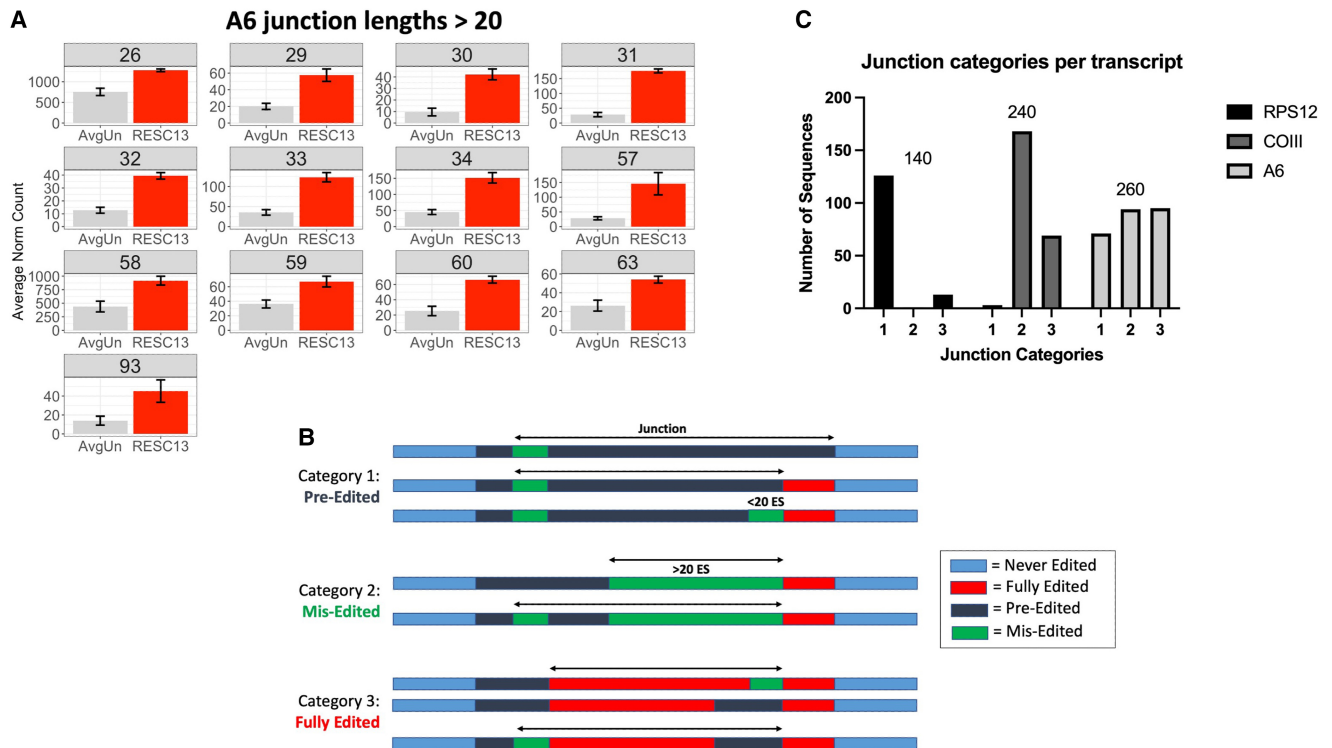 A
A6 junction lengths > 20
26
29
30
31
1000
500
0
60
40
20
0
40
30
20
10
0
150
100
50
0
AvgUn RESC13
AvgUn RESC13
AvgUn RESC13
AvgUn RESC13
32
33
34
57
40
30
20
10
0
100
50
0
150
100
50
0
150
100
50
0
AvgUn RESC13
AvgUn RESC13
AvgUn RESC13
AvgUn RESC13
Average Norm Count
58
59
60
63
1000
750
500
250
0
60
40
20
0
60
40
20
0
60
40
20
0
AvgUn RESC13
AvgUn RESC13
AvgUn RESC13
AvgUn RESC13
93
40
20
0
AvgUn RESC13
C
Junction categories per transcript
200
150
100
50
0
Number of Sequences
140
240
260
1 2 3 1 2 3 1 2 3
Junction Categories
RPS12
COIII
A6
B
Junction
Category 1:
Pre-Edited
<20 ES
Category 2:
Mis-Edited
>20 ES
Category 3:
Fully Edited
= Never Edited
= Fully Edited
= Pre-Edited
= Mis-Edited